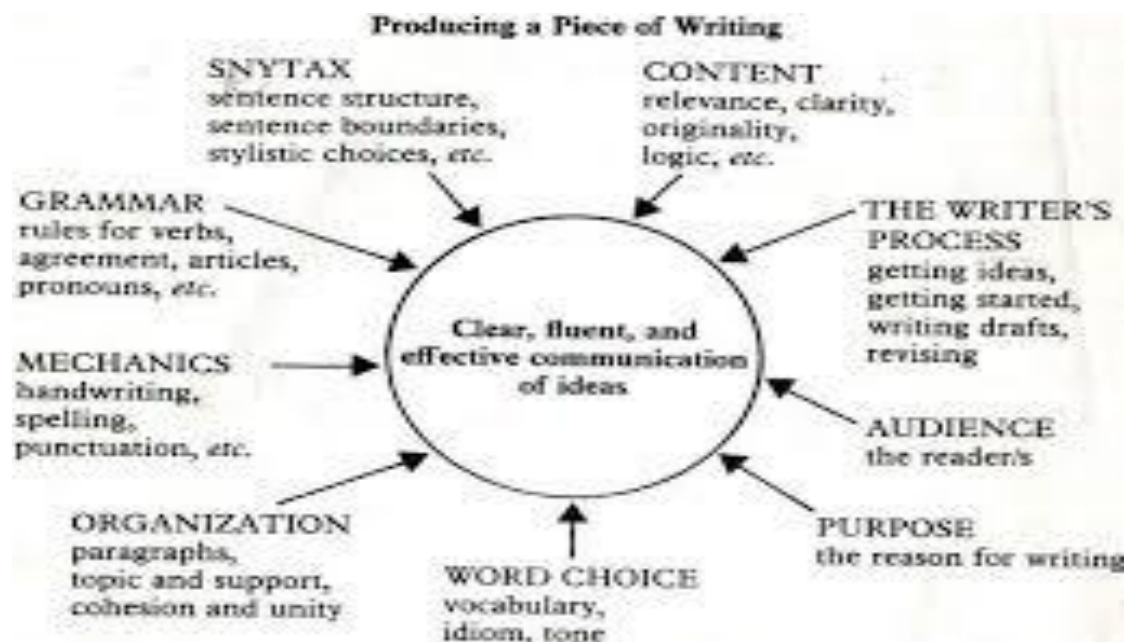 Producing a Piece of Writing
SNYTAX
sentence structure,
sentence boundaries,
stylistic choices, etc.
CONTENT
relevance, clarity,
originality,
logic, etc.
THE WRITER'S
PROCESS
getting ideas,
getting started,
writing drafts,
revising
AUDIENCE
the reader/s
PURPOSE
the reason for writing
WORD CHOICE
vocabulary,
idiom, tone
ORGANIZATION
paragraphs,
topic and support,
cohesion and unity
MECHANICS
handwriting,
spelling,
punctuation, etc.
GRAMMAR
rules for verbs,
agreement, articles,
pronouns, etc.
Clear, fluent, and
effective communication
of ideas